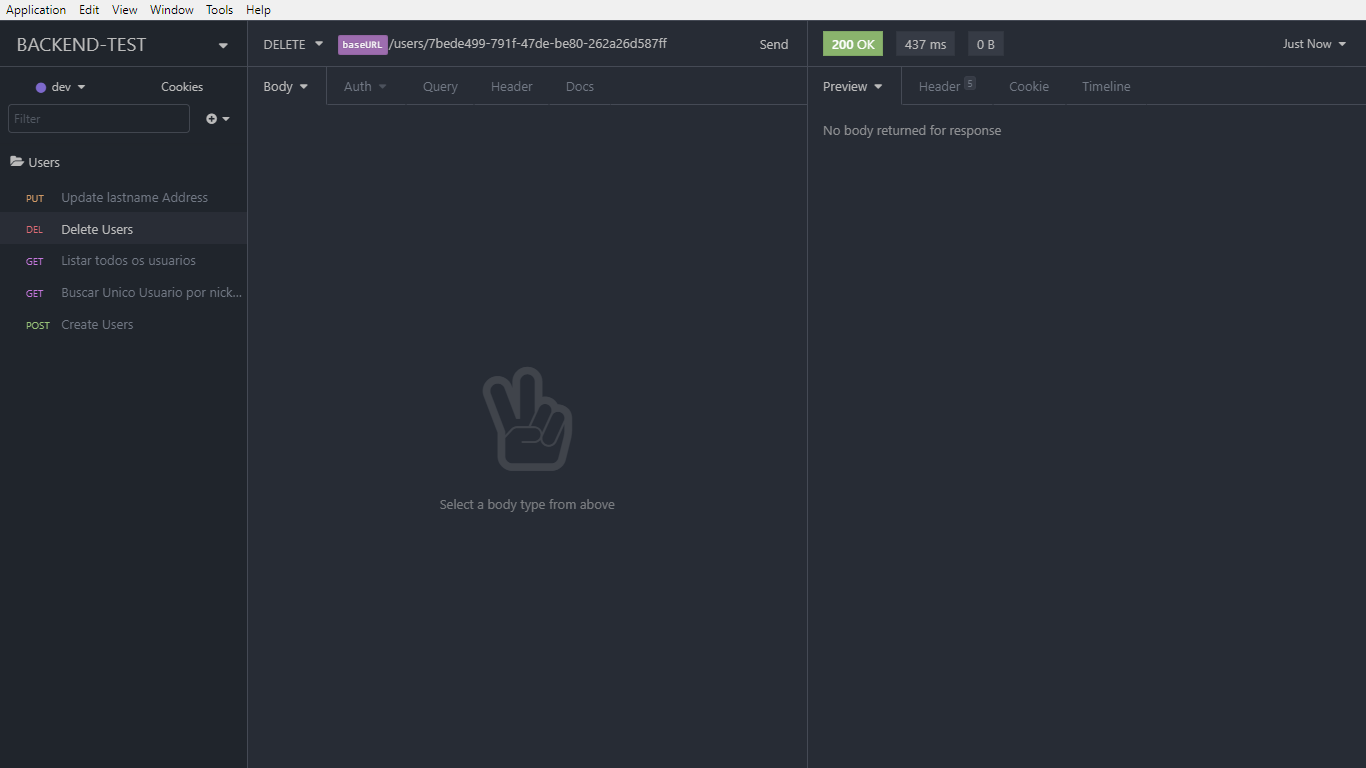 Application Edit View Window Tools Help
BACKEND-TEST
DELETE baseURL /users/7bede499-791f-47de-be80-262a26d587ff Send
200 OK 437 ms 0 B Just Now
dev Cookies
Body Auth Query Header Docs
Preview Header 5 Cookie Timeline
Filter
No body returned for response
Users
PUT Update lastname Address
DEL Delete Users
GET Listar todos os usuarios
GET Buscar Unico Usuario por nick...
POST Create Users
Select a body type from above